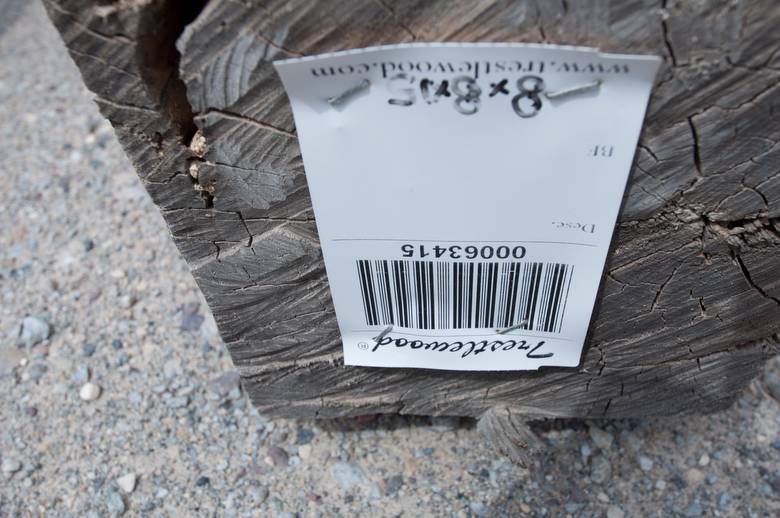 Trestlewood®
00063415
Desc.
BF
8 x 8 x 15
www.trestlewood.com